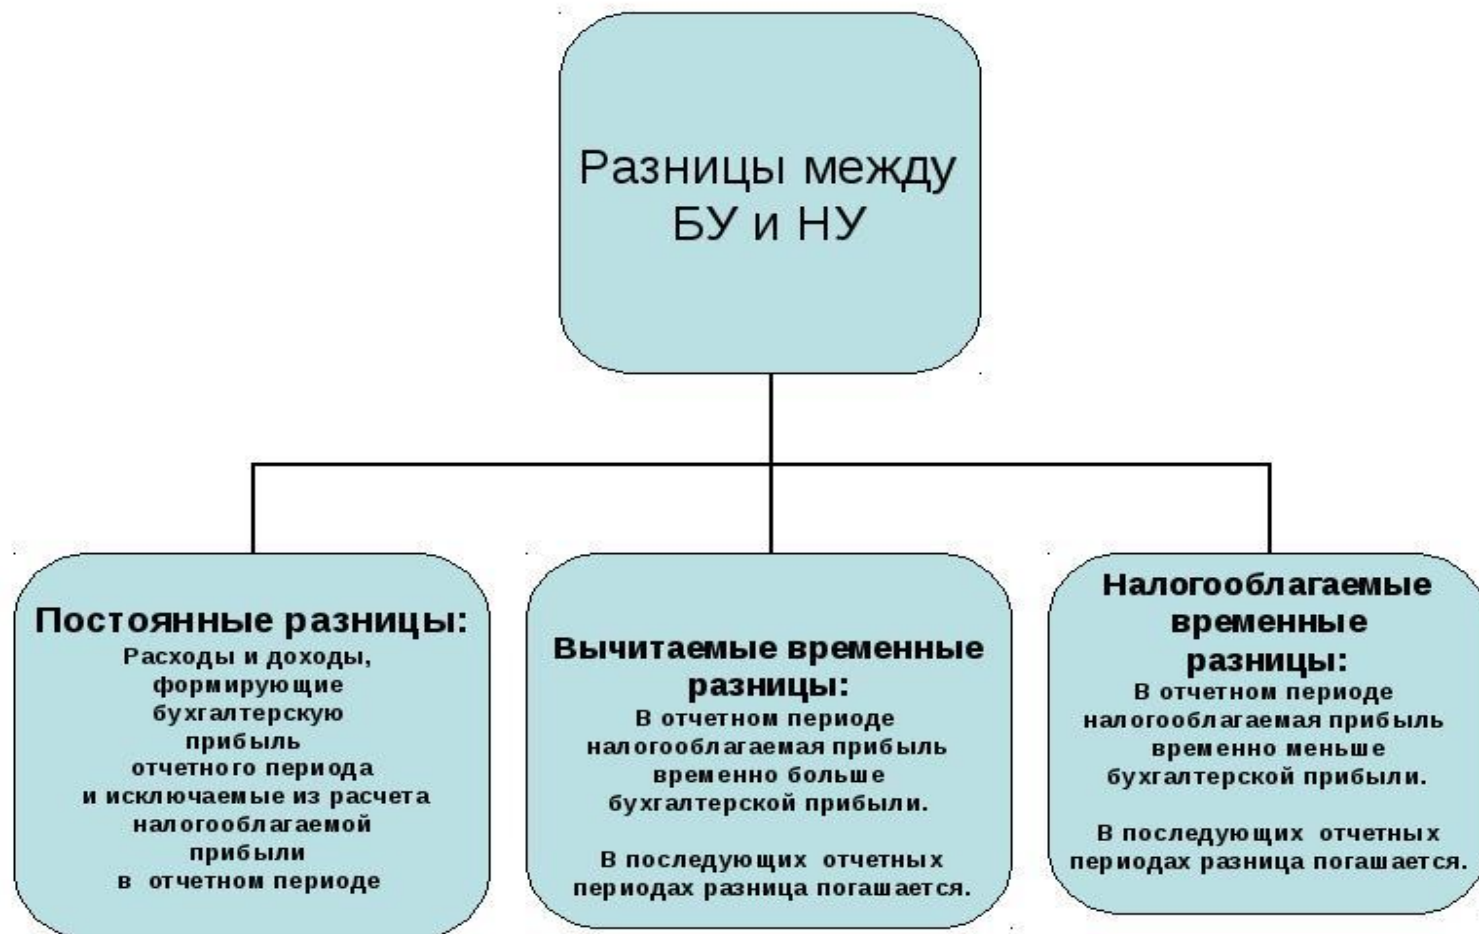 Разницы между
БУ и НУ
Постоянные разницы:
Расходы и доходы,
формирующие
бухгалтерскую
прибыль
отчетного периода
и исключаемые из расчета
налогооблагаемой
прибыли
в отчетном периоде
Вычитаемые временные
разницы:
В отчетном периоде
налогооблагаемая прибыль
временно больше
бухгалтерской прибыли.
В последующих отчетных
периодах разница погашается.
Налогооблагаемые
временные
разницы:
В отчетном периоде
налогооблагаемая прибыль
временно меньше
бухгалтерской прибыли.
В последующих отчетных
периодах разница погашается.